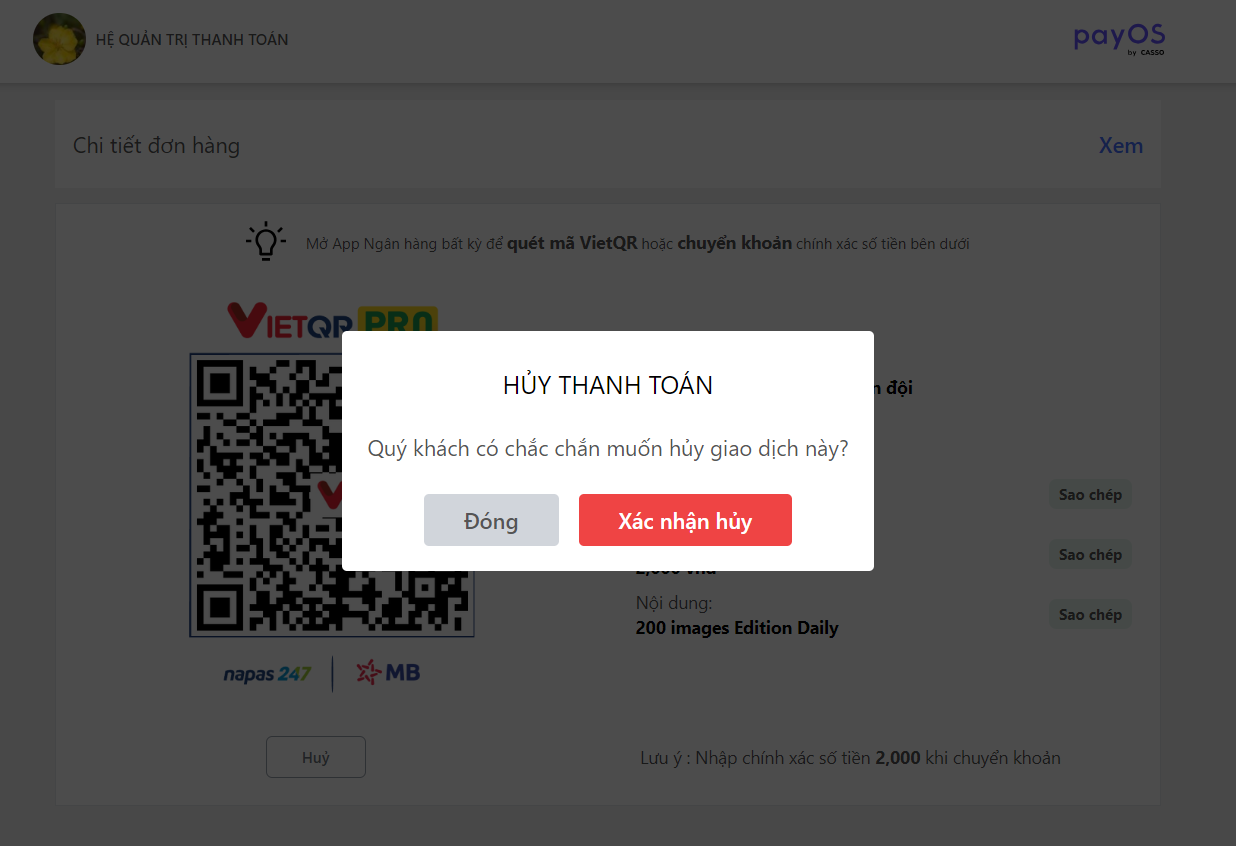 HỆ QUẢN TRỊ THANH TOÁN
payOS
by CASSO
Chi tiết đơn hàng
Xem
Mở App Ngân hàng bất kỳ để quét mã VietQR hoặc chuyển khoản chính xác số tiền bên dưới
VIETQR PRO
đội
HỦY THANH TOÁN
Quý khách có chắc chắn muốn hủy giao dịch này?
Đóng
Xác nhận hủy
Sao chép
Sao chép
Nội dung:
200 images Edition Daily
Sao chép
napas 247
MB
Huỷ
Lưu ý : Nhập chính xác số tiền 2,000 khi chuyển khoản